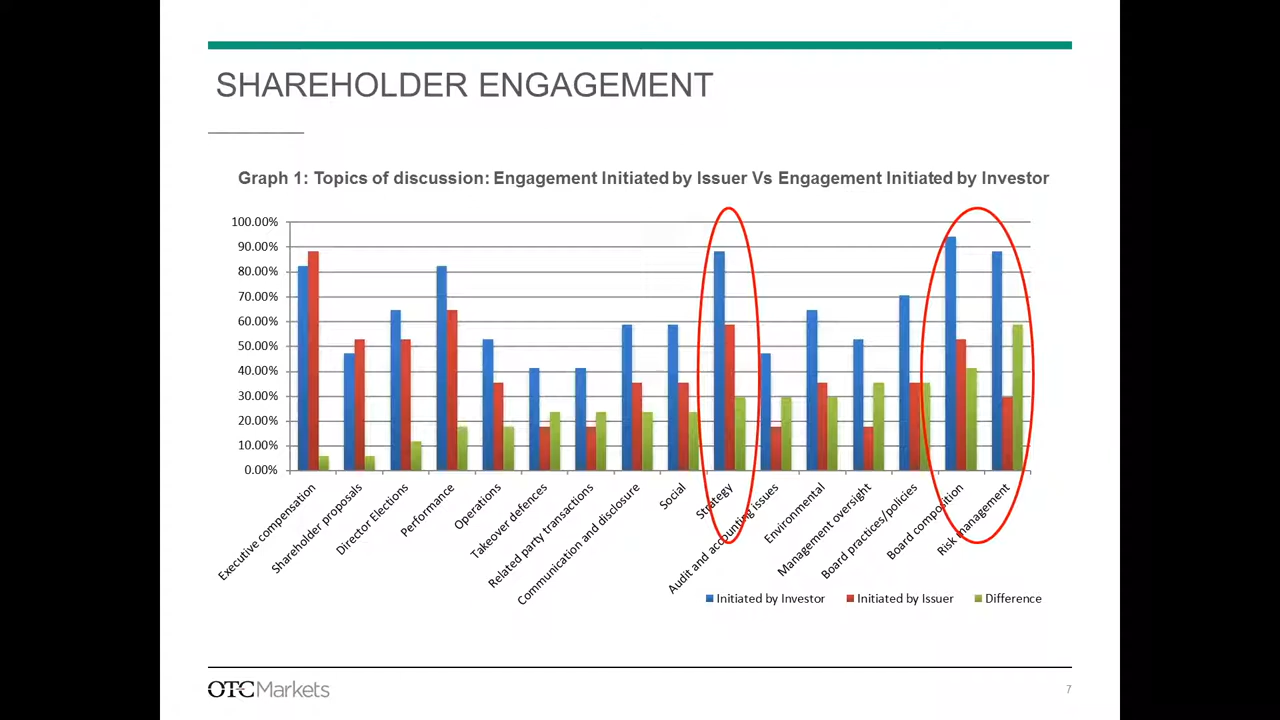 SHAREHOLDER ENGAGEMENT
Graph 1: Topics of discussion: Engagement Initiated by Issuer Vs Engagement Initiated by Investor
100.00%
90.00%
80.00%
70.00%
60.00%
50.00%
40.00%
30.00%
20.00%
10.00%
0.00%
Executive compensation
Shareholder proposals
Director Elections
Performance
Operations
Takeover defences
Related party transactions
Communication and disclosure
Social
Strategy
Audit and accounting issues
Environmental
Management oversight
Board practices/policies
Board composition
Risk management
Initiated by Investor
Initiated by Issuer
Difference
OTC Markets
7